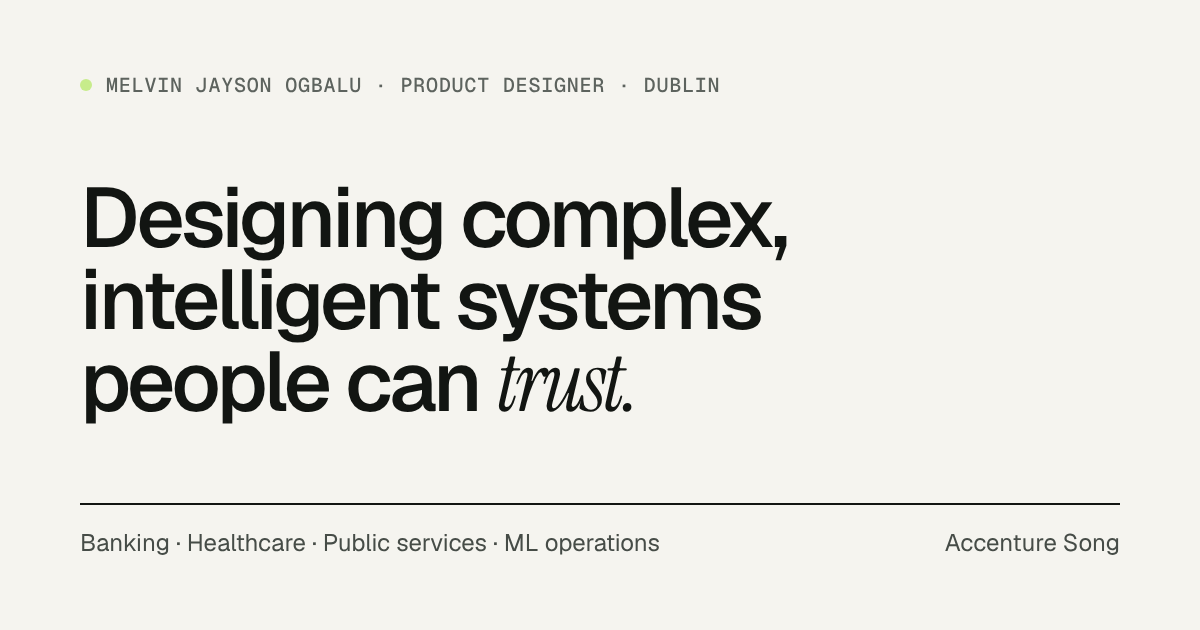 MELVIN JAYSON OGBALU · PRODUCT DESIGNER · DUBLIN
Designing complex,
intelligent systems
people can trust.
Banking · Healthcare · Public services · ML operations
Accenture Song